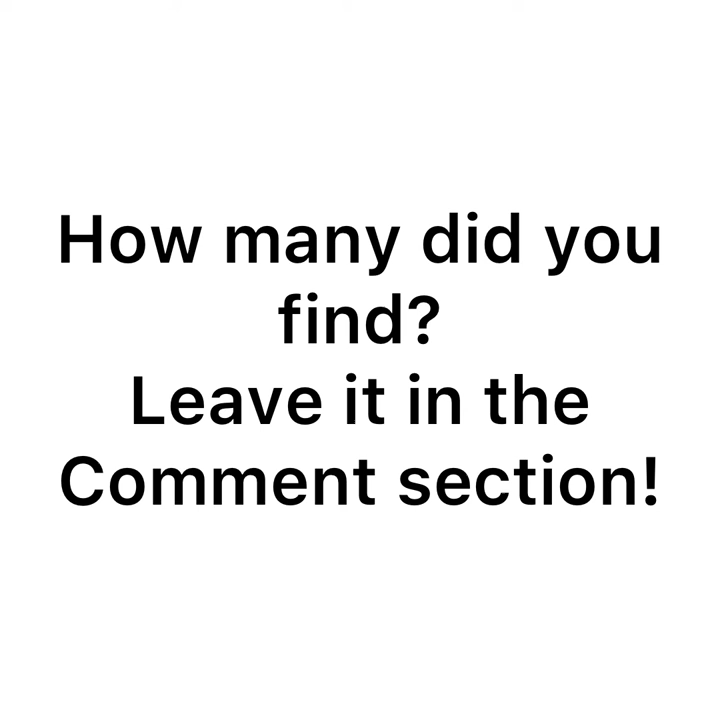 How many did you
find?
Leave it in the
Comment section!